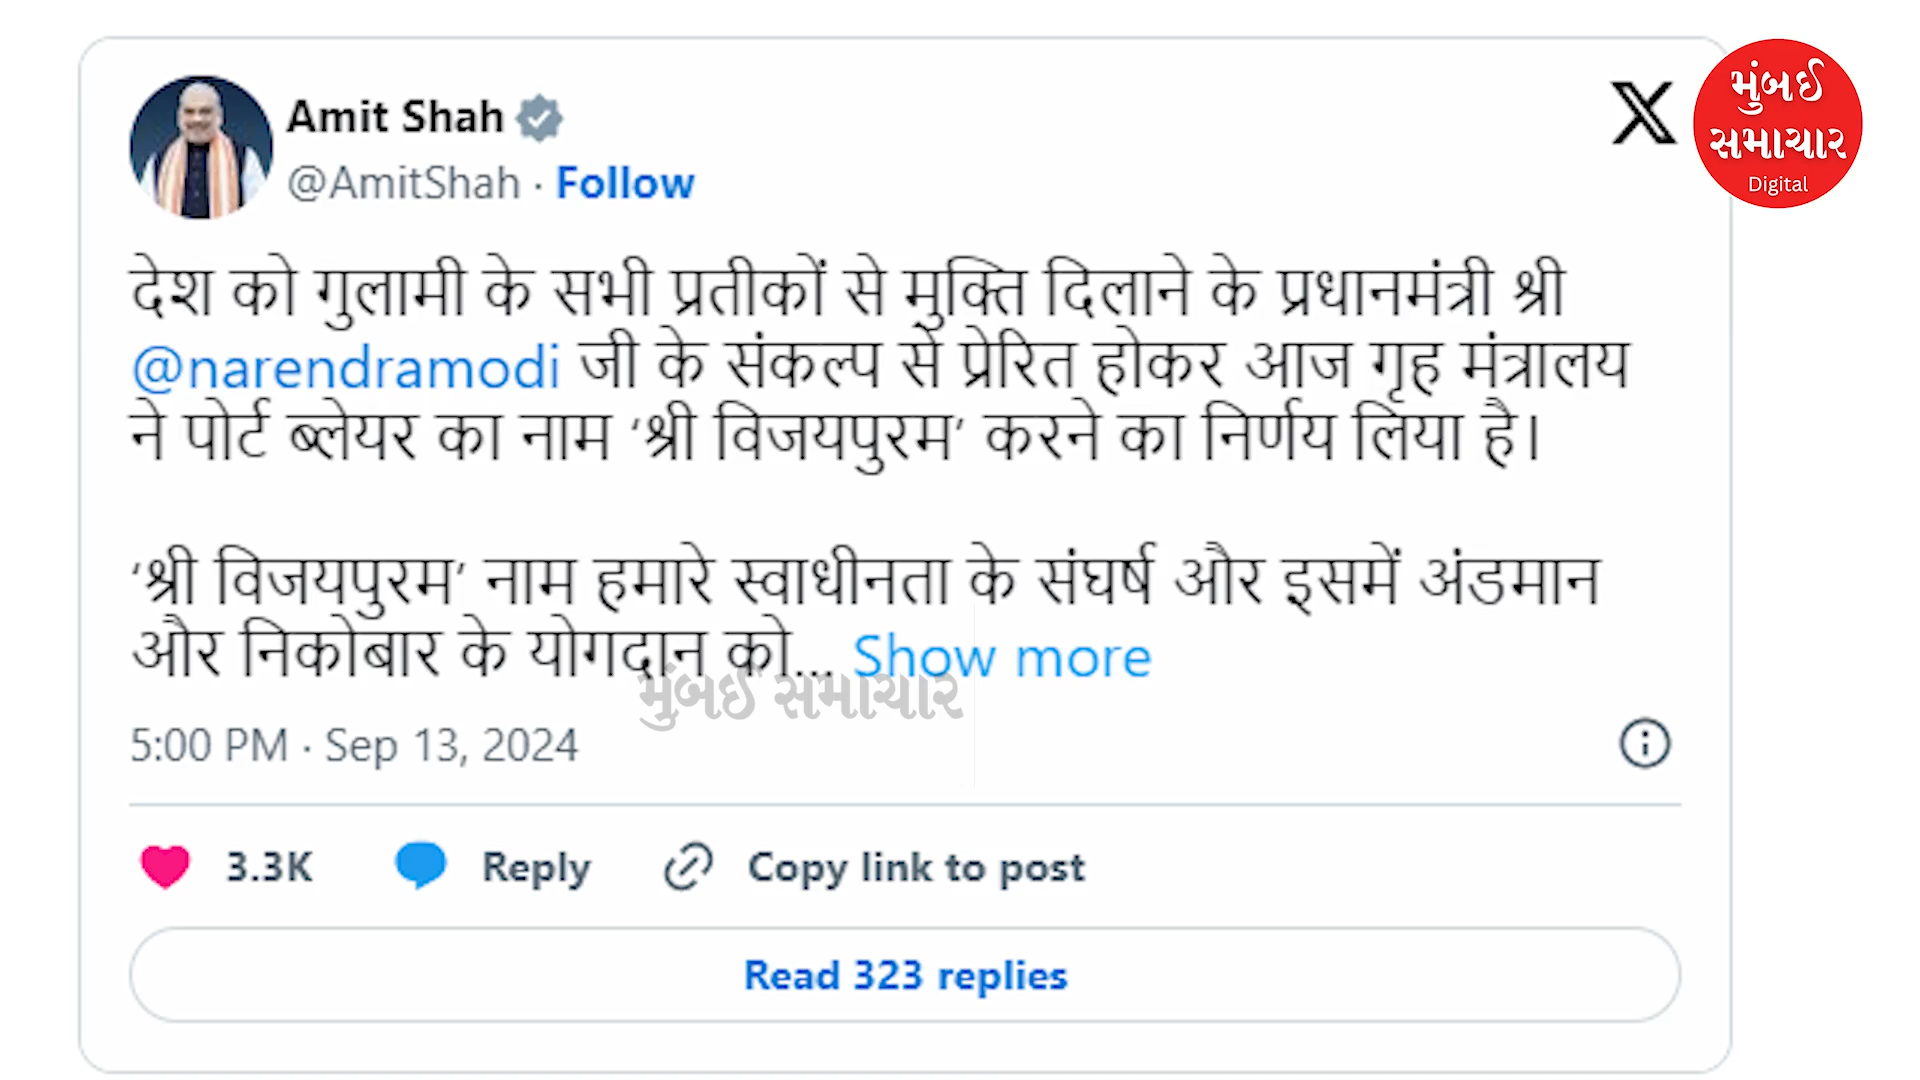 Amit Shah
@AmitShah · Follow
મુંબઈ
સમાચાર
Digital
देश को गुलामी के सभी प्रतीकों से मुक्ति दिलाने के प्रधानमंत्री श्री
@narendramodi जी के संकल्प से प्रेरित होकर आज गृह मंत्रालय
ने पोर्ट ब्लेयर का नाम ‘श्री विजयपुरम’ करने का निर्णय लिया है।
‘श्री विजयपुरम’ नाम हमारे स्वाधीनता के संघर्ष और इसमें अंडमान
और निकोबार के योगदान को... Show more
મુંબઈ સમાચાર
5:00 PM · Sep 13, 2024
3.3K Reply Copy link to post
Read 323 replies